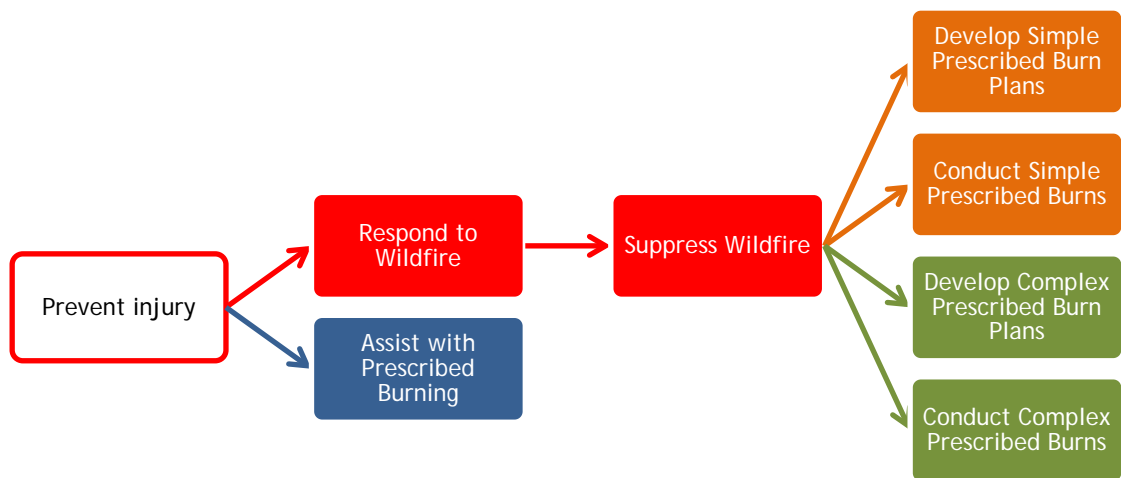 Prevent injury
Respond to
Wildfire
Assist with
Prescribed
Burning
Suppress Wildfire
Develop Simple
Prescribed Burn
Plans
Conduct Simple
Prescribed Burns
Develop Complex
Prescribed Burn
Plans
Conduct Complex
Prescribed Burns